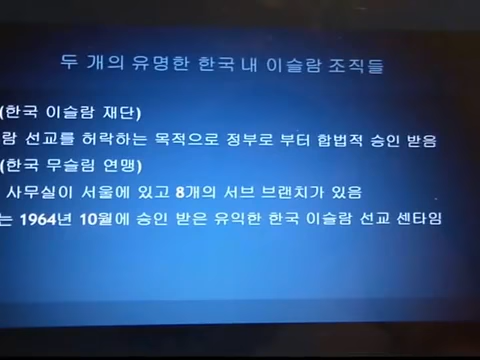 두 개의 유명한 한국 내 이슬람 조직들
(한국 이슬람 재단)
람 선교를 허락하는 목적으로 정부로 부터 합법적 승인 받음
(한국 무슬림 연맹)
사무실이 서울에 있고 8개의 서브 브랜치가 있음
는 1964년 10월에 승인 받은 유익한 한국 이슬람 선교 센타임